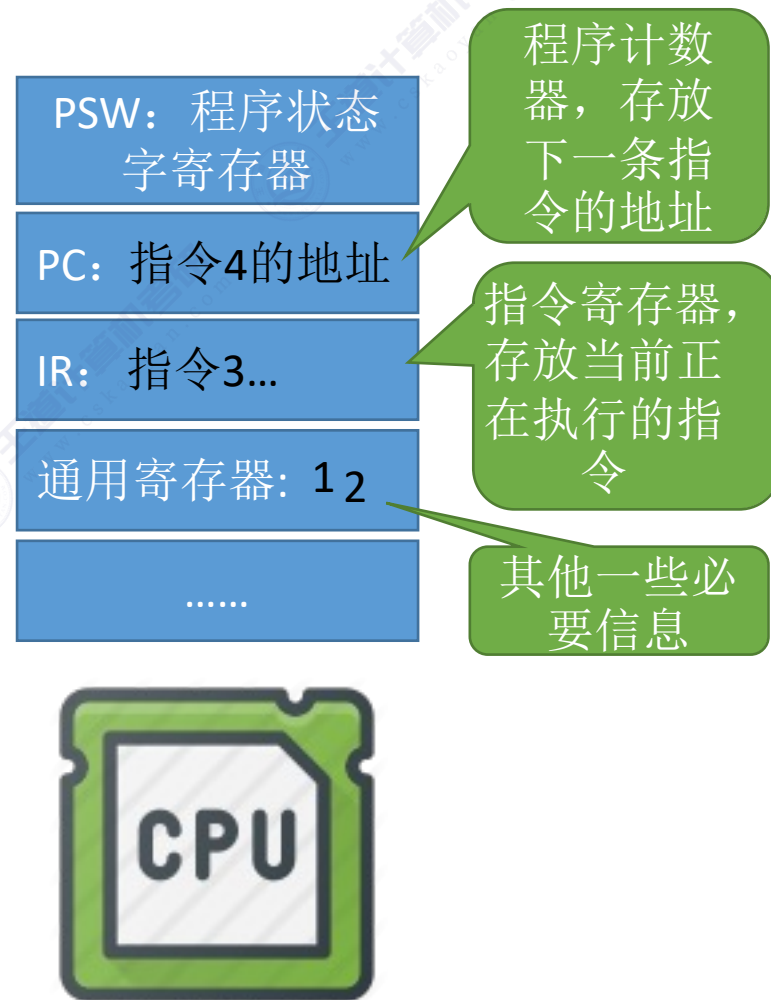 PSW：程序状态
字寄存器
程序计数
器，存放
下一条指
令的地址
PC：指令4的地址
指令寄存器，
存放当前正
在执行的指
令
IR：指令3…
通用寄存器: 1 2
其他一些必
要信息
……
CPU